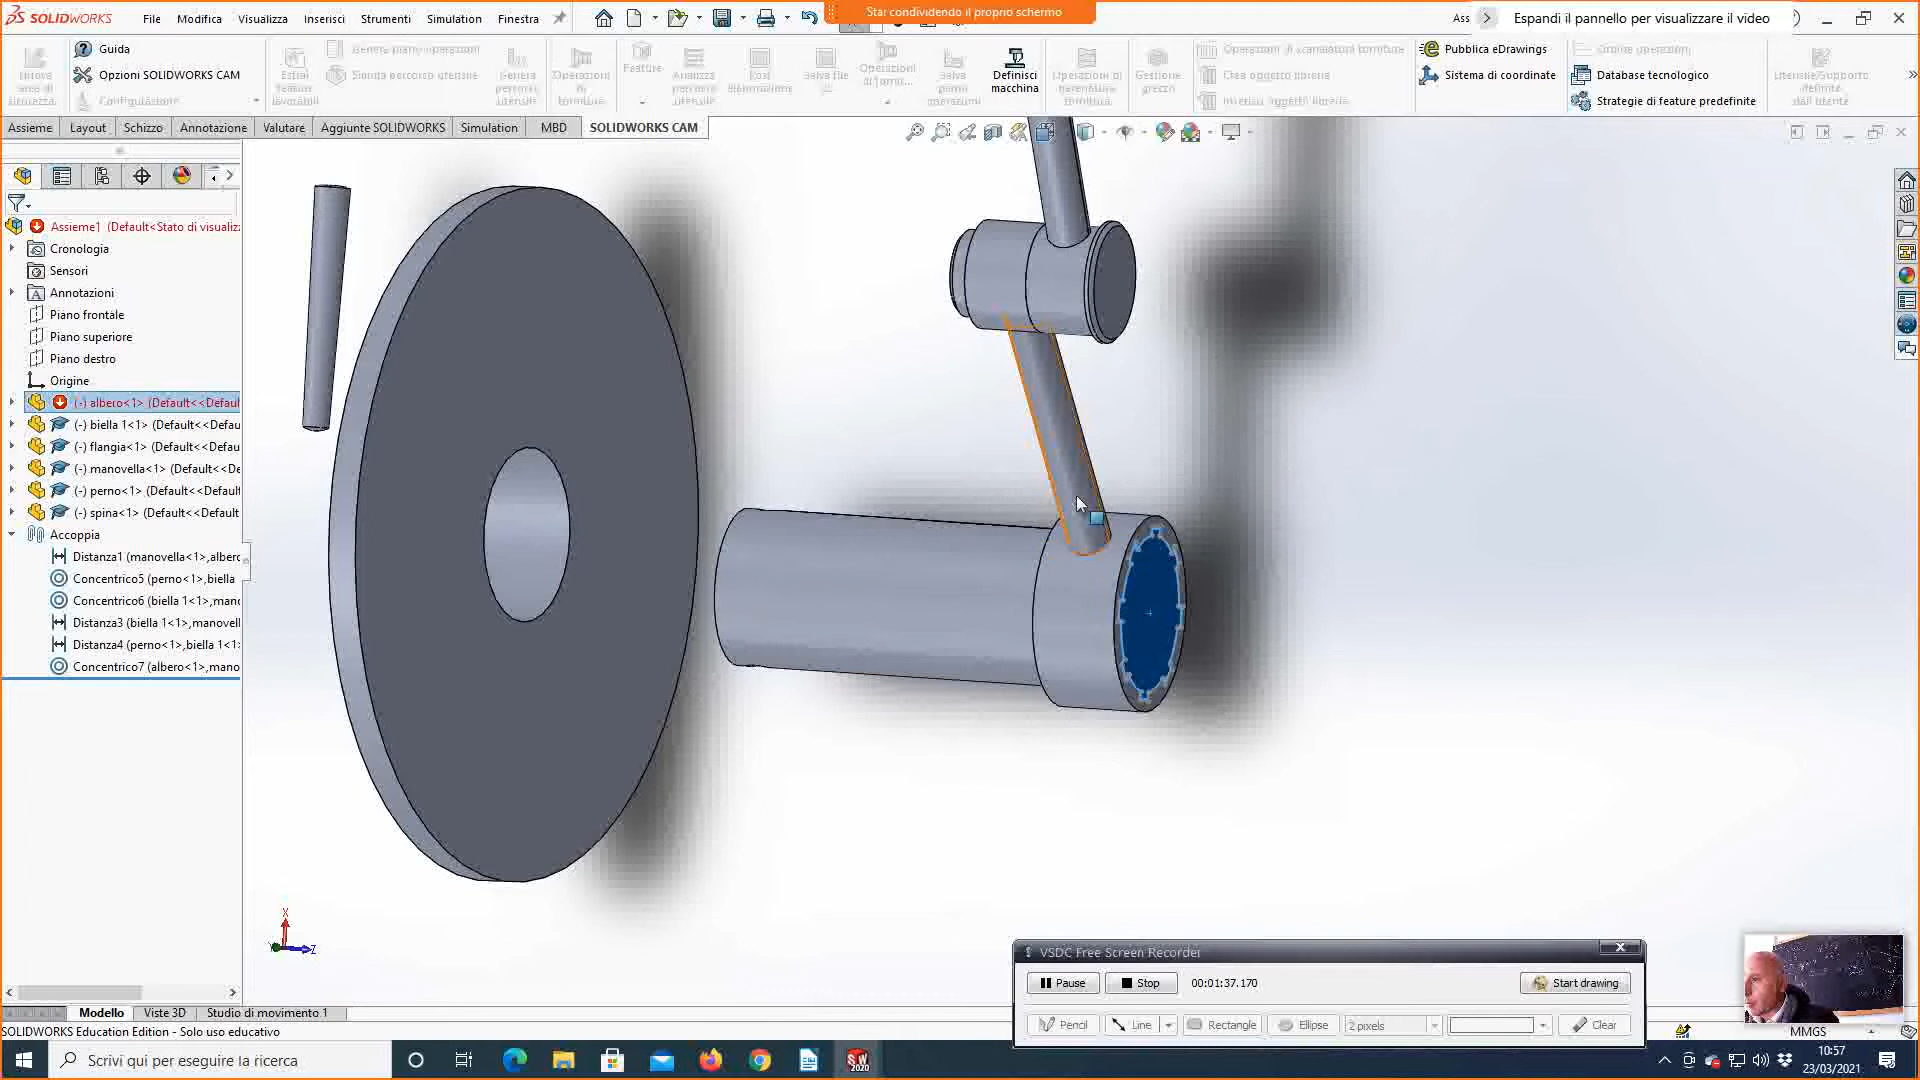 SOLIDWORKS
File
Modifica
Visualizza
Inserisci
Strumenti
Simulation
Finestra
Stai condividendo il proprio schermo
Ass
Espandi il pannello per visualizzare il video
Guida
Opzioni SOLIDWORKS CAM
Configurazione
Definisci
macchina
Pubblica eDrawings
Sistema di coordinate
Database tecnologico
Strategie di feature predefinite
Assieme
Layout
Schizzo
Annotazione
Valutare
Aggiunte SOLIDWORKS
Simulation
MBD
SOLIDWORKS CAM
Assieme1 (Default<Stato di visualiz
Cronologia
Sensori
Annotazioni
Piano frontale
Piano superiore
Piano destro
Origine
(-) albero<1> (Default<<Defaul
(-) biella 1<1> (Default<<Defau
(-) flangia<1> (Default<<Defau
(-) manovella<1> (Default<<De
(-) perno<1> (Default<<Default
(-) spina<1> (Default<<Default
Accoppia
Distanza1 (manovella<1>,alberc
Concentrico5 (perno<1>,biella
Concentrico6 (biella 1<1>,mano
Distanza3 (biella 1<1>,manovell
Distanza4 (perno<1>,biella 1<1>
Concentrico7 (albero<1>,mano
X
Z
VSDC Free Screen Recorder
Pause
Stop
00:01:37.170
Start drawing
Pencil
Line
Rectangle
Ellipse
2 pixels
Clear
Modello
Viste 3D
Studio di movimento 1
SOLIDWORKS Education Edition - Solo uso educativo
MMGS
Scrivi qui per eseguire la ricerca
SW
2020
10:57
23/03/2021